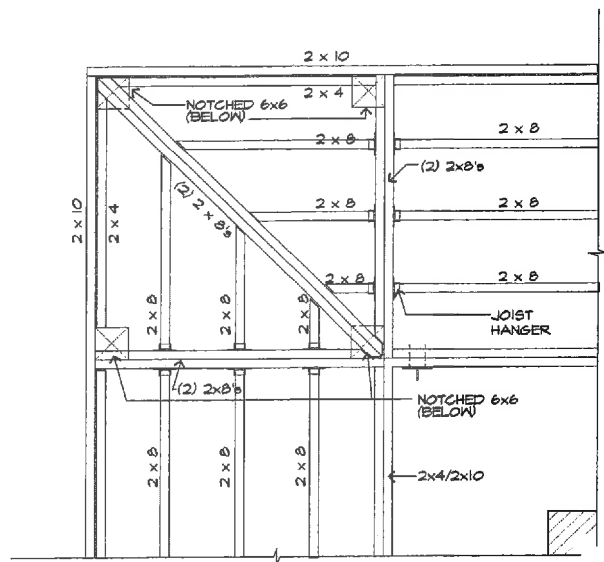 2 x 10
NOTCHED 6x6
(BELOW)
2 x 4
2 x 8
2 x 8
(2) 2x8's
(2) 2 x 8's
2 x 10
2 x 4
2 x 8
2 x 8
2 x 8
2 x 8
2 x 8
2 x 8
2 x 8
JOIST
HANGER
(2) 2x8's
NOTCHED 6x6
(BELOW)
2 x 8
2 x 8
2 x 8
2x4/2x10